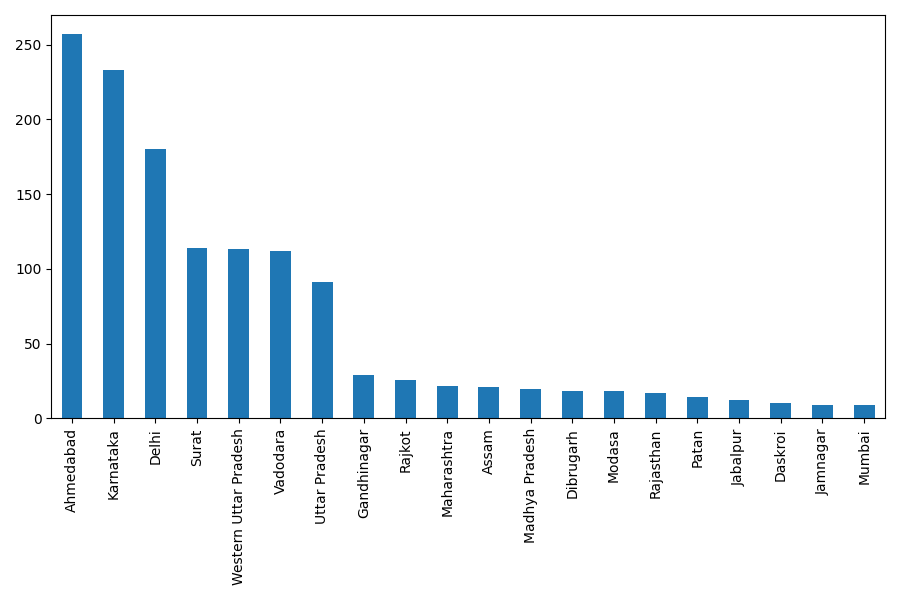 250
200
150
100
50
0
Ahmedabad
Karnataka
Delhi
Surat
Western Uttar Pradesh
Vadodara
Uttar Pradesh
Gandhinagar
Rajkot
Maharashtra
Assam
Madhya Pradesh
Dibrugarh
Modasa
Rajasthan
Patan
Jabalpur
Daskroi
Jamnagar
Mumbai